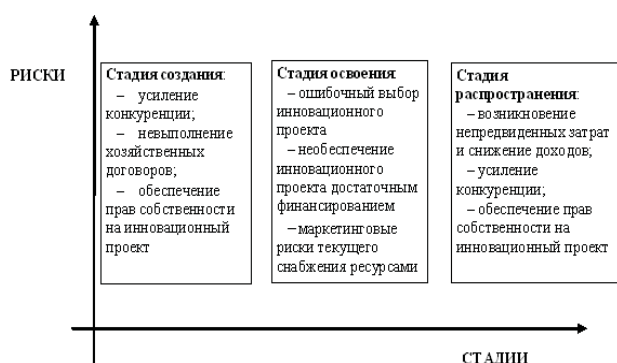 РИСКИ
Стадия создания:
– усиление
конкуренции;
– невыполнение
хозяйственных
договоров;
– обеспечение
прав собственности
на инновационный
проект
Стадия освоения:
– ошибочный выбор
инновационного
проекта
– необеспечение
инновационного
проекта достаточным
финансированием
– маркетинговые
риски текущего
снабжения ресурсами
Стадия
распространения:
– возникновение
непредвиденных затрат
и снижение доходов;
– усиление
конкуренции;
– обеспечение прав
собственности на
инновационный проект
СТАДИИ